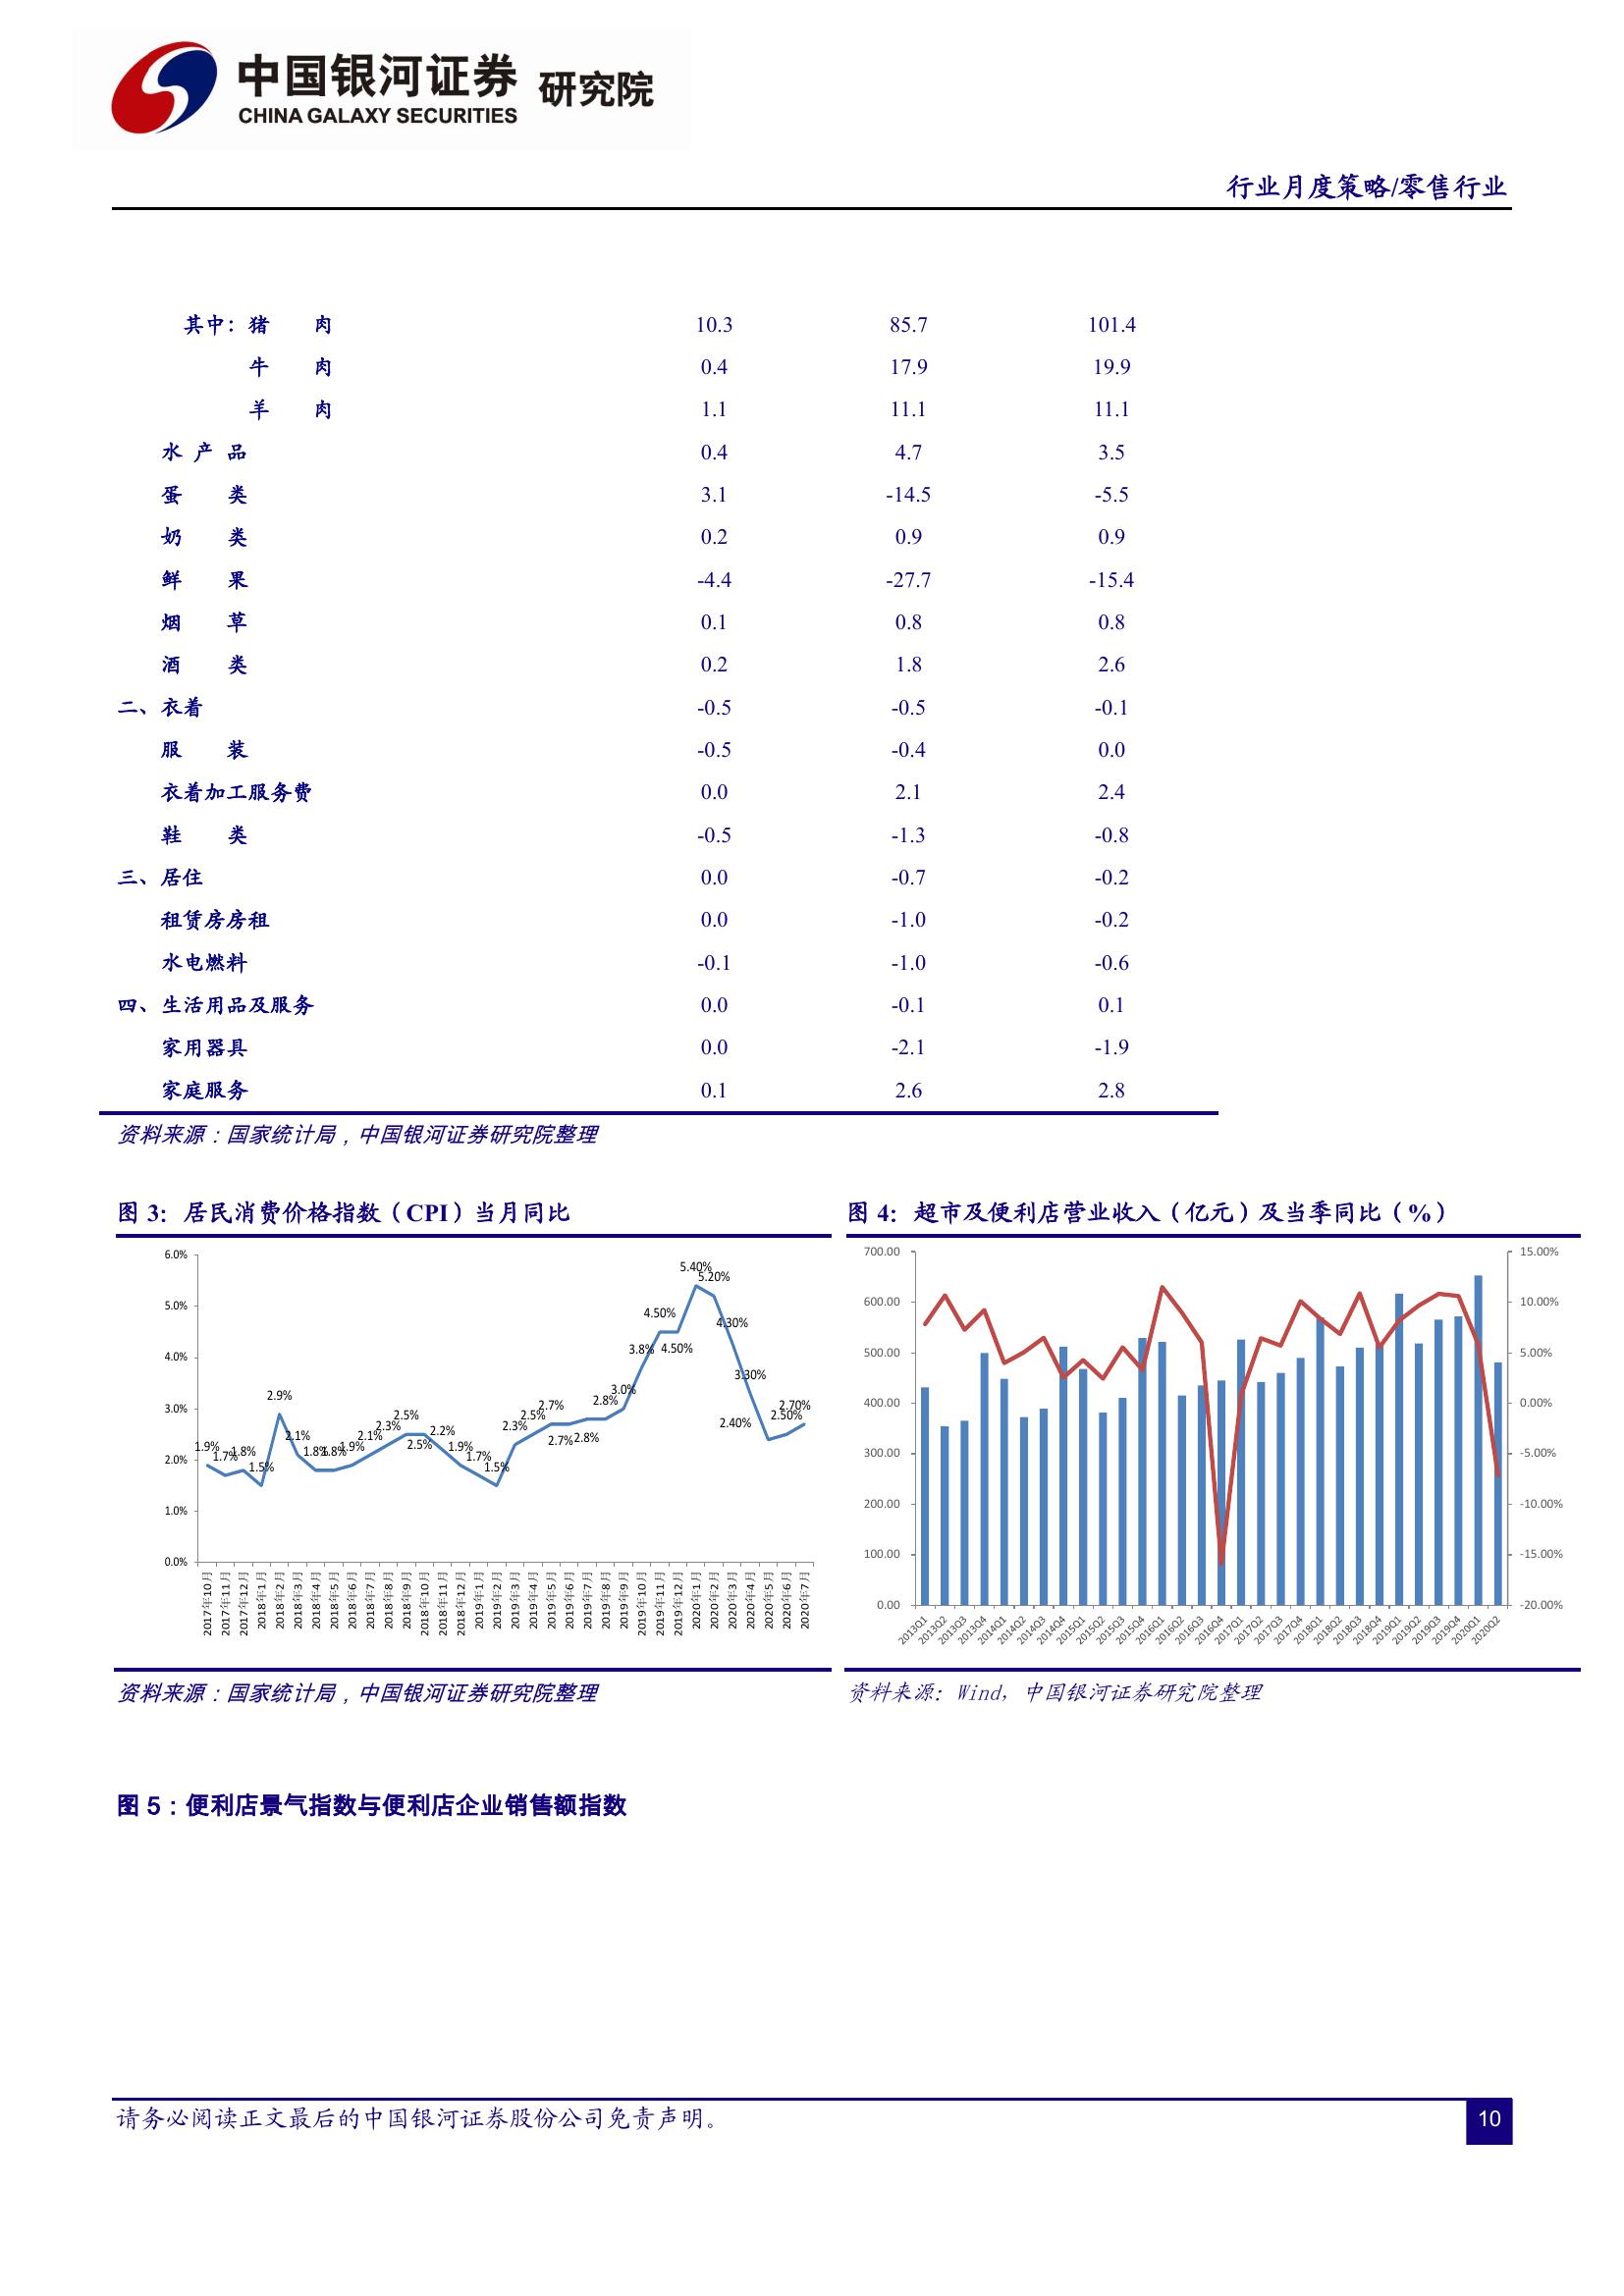 中国银河证券 研究院
CHINA GALAXY SECURITIES
行业月度策略/零售行业
其中：猪 肉 10.3 85.7 101.4
牛 肉 0.4 17.9 19.9
羊 肉 1.1 11.1 11.1
水 产 品 0.4 4.7 3.5
蛋 类 3.1 -14.5 -5.5
奶 类 0.2 0.9 0.9
鲜 果 -4.4 -27.7 -15.4
烟 草 0.1 0.8 0.8
酒 类 0.2 1.8 2.6
二、衣着 -0.5 -0.5 -0.1
服 装 -0.5 -0.4 0.0
衣着加工服务费 0.0 2.1 2.4
鞋 类 -0.5 -1.3 -0.8
三、居住 0.0 -0.7 -0.2
租赁房房租 0.0 -1.0 -0.2
水电燃料 -0.1 -1.0 -0.6
四、生活用品及服务 0.0 -0.1 0.1
家用器具 0.0 -2.1 -1.9
家庭服务 0.1 2.6 2.8
资料来源：国家统计局，中国银河证券研究院整理
图 3：居民消费价格指数（CPI）当月同比
6.0%
5.0%
4.0%
3.0%
2.0%
1.0%
0.0%
1.9%
1.7%
1.8%
1.5%
2.9%
2.1%
1.8%
1.8%
1.9%
2.1%
2.3%
2.5%
2.5%
2.2%
1.9%
1.7%
1.5%
2.3%
2.5%
2.7%
2.7%
2.8%
2.8%
3.0%
3.8%
4.50%
4.50%
5.40%
5.20%
4.30%
3.30%
2.40%
2.50%
2.70%
2017年10月
2017年11月
2017年12月
2018年1月
2018年2月
2018年3月
2018年4月
2018年5月
2018年6月
2018年7月
2018年8月
2018年9月
2018年10月
2018年11月
2018年12月
2019年1月
2019年2月
2019年3月
2019年4月
2019年5月
2019年6月
2019年7月
2019年8月
2019年9月
2019年10月
2019年11月
2019年12月
2020年1月
2020年2月
2020年3月
2020年4月
2020年5月
2020年6月
2020年7月
资料来源：国家统计局，中国银河证券研究院整理
图 4：超市及便利店营业收入（亿元）及当季同比（%）
700.00
600.00
500.00
400.00
300.00
200.00
100.00
0.00
15.00%
10.00%
5.00%
0.00%
-5.00%
-10.00%
-15.00%
-20.00%
2013Q1
2013Q2
2013Q3
2013Q4
2014Q1
2014Q2
2014Q3
2014Q4
2015Q1
2015Q2
2015Q3
2015Q4
2016Q1
2016Q2
2016Q3
2016Q4
2017Q1
2017Q2
2017Q3
2017Q4
2018Q1
2018Q2
2018Q3
2018Q4
2019Q1
2019Q2
2019Q3
2019Q4
2020Q1
2020Q2
资料来源：Wind，中国银河证券研究院整理
图 5：便利店景气指数与便利店企业销售额指数
请务必阅读正文最后的中国银河证券股份公司免责声明。
10